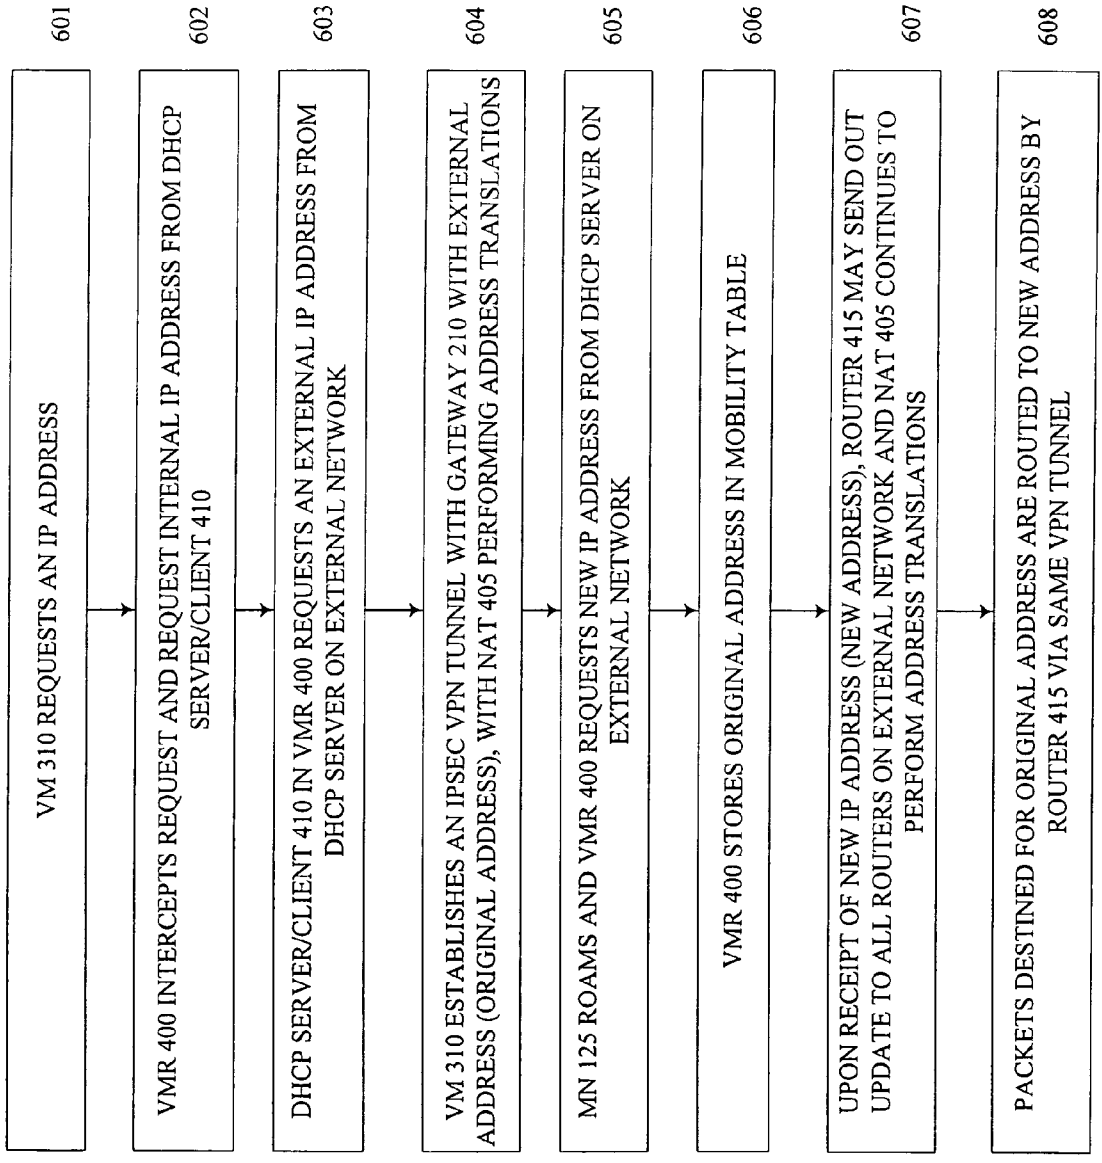 VM 310 REQUESTS AN IP ADDRESS
601
VMR 400 INTERCEPTS REQUEST AND REQUEST INTERNAL IP ADDRESS FROM DHCP
SERVER/CLIENT 410
602
DHCP SERVER/CLIENT 410 IN VMR 400 REQUESTS AN EXTERNAL IP ADDRESS FROM
DHCP SERVER ON EXTERNAL NETWORK
603
VM 310 ESTABLISHES AN IPSEC VPN TUNNEL WITH GATEWAY 210 WITH EXTERNAL
ADDRESS (ORIGINAL ADDRESS), WITH NAT 405 PERFORMING ADDRESS TRANSLATIONS
604
MN 125 ROAMS AND VMR 400 REQUESTS NEW IP ADDRESS FROM DHCP SERVER ON
EXTERNAL NETWORK
605
VMR 400 STORES ORIGINAL ADDRESS IN MOBILITY TABLE
606
UPON RECEIPT OF NEW IP ADDRESS (NEW ADDRESS), ROUTER 415 MAY SEND OUT
UPDATE TO ALL ROUTERS ON EXTERNAL NETWORK AND NAT 405 CONTINUES TO
PERFORM ADDRESS TRANSLATIONS
607
PACKETS DESTINED FOR ORIGINAL ADDRESS ARE ROUTED TO NEW ADDRESS BY
ROUTER 415 VIA SAME VPN TUNNEL
608